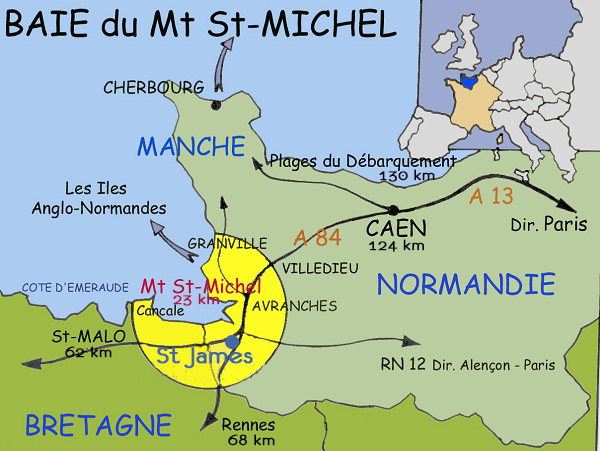 BAIE du Mt St-MICHEL
CHERBOURG
MANCHE
Plages du Débarquement
130 km
Les Iles
Anglo-Normandes
A 13
CAEN
124 km
Dir. Paris
GRANVILLE
A 84
VILLEDIEU
Mt St-Michel
23 km
NORMANDIE
COTE D'EMERAUDE
Cancale
AVRANCHES
St-MALO
62 km
St James
RN 12 Dir. Alençon - Paris
BRETAGNE
Rennes
68 km